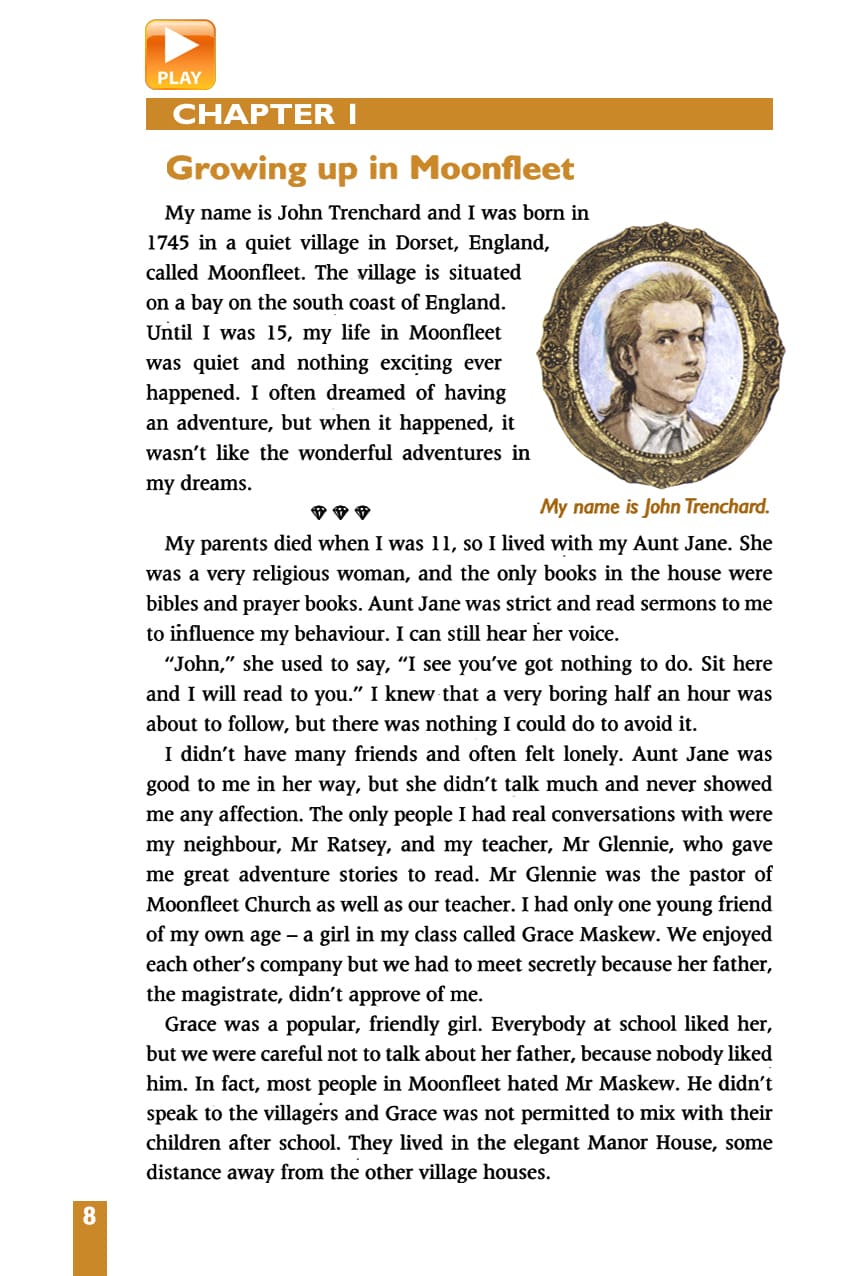 PLAY
CHAPTER 1
Growing up in Moonfleet
My name is John Trenchard and I was born in
1745 in a quiet village in Dorset, England,
called Moonfleet. The village is situated
on a bay on the south coast of England.
Until I was 15, my life in Moonfleet
was quiet and nothing exciting ever
happened. I often dreamed of having
an adventure, but when it happened, it
wasn't like the wonderful adventures in
my dreams.
My name is John Trenchard.
My parents died when I was 11, so I lived with my Aunt Jane. She
was a very religious woman, and the only books in the house were
bibles and prayer books. Aunt Jane was strict and read sermons to me
to influence my behaviour. I can still hear her voice.
“John,” she used to say, “I see you've got nothing to do. Sit here
and I will read to you.” I knew that a very boring half an hour was
about to follow, but there was nothing I could do to avoid it.
I didn't have many friends and often felt lonely. Aunt Jane was
good to me in her way, but she didn't talk much and never showed
me any affection. The only people I had real conversations with were
my neighbour, Mr Ratsey, and my teacher, Mr Glennie, who gave
me great adventure stories to read. Mr Glennie was the pastor of
Moonfleet Church as well as our teacher. I had only one young friend
of my own age – a girl in my class called Grace Maskew. We enjoyed
each other's company but we had to meet secretly because her father,
the magistrate, didn't approve of me.
Grace was a popular, friendly girl. Everybody at school liked her,
but we were careful not to talk about her father, because nobody liked
him. In fact, most people in Moonfleet hated Mr Maskew. He didn't
speak to the villagers and Grace was not permitted to mix with their
children after school. They lived in the elegant Manor House, some
distance away from the other village houses.
8